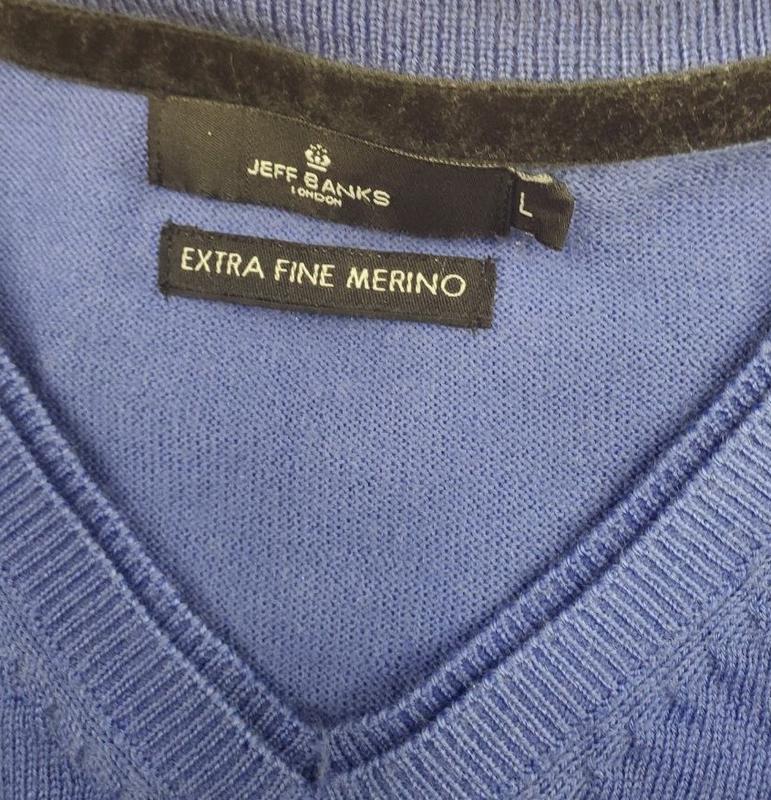 JEFF BANKS
LONDON
L
EXTRA FINE MERINO